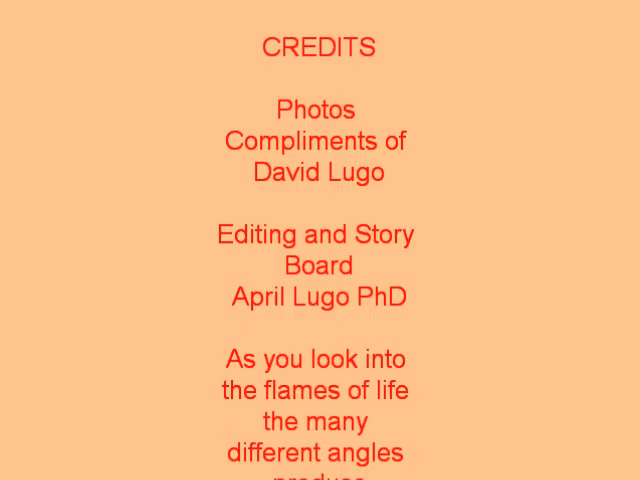 CREDITS
Photos
Compliments of
David Lugo
Editing and Story
Board
April Lugo PhD
As you look into
the flames of life
the many
different angles
produce